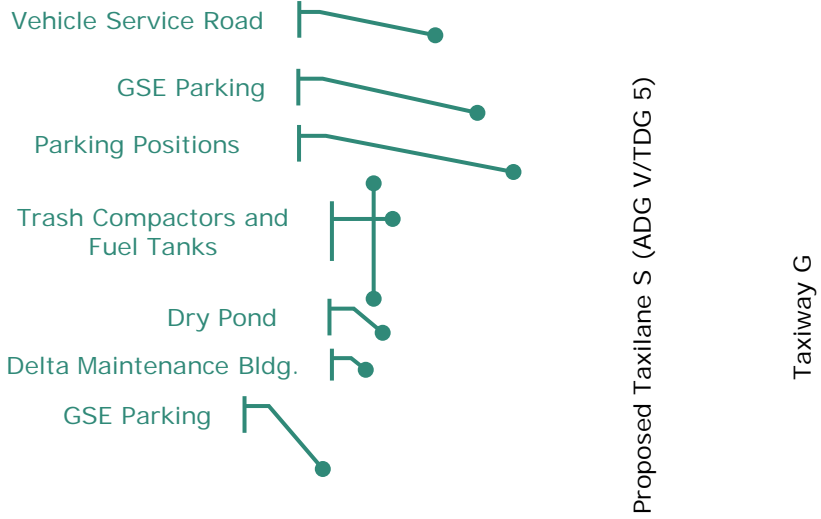 Vehicle Service Road
GSE Parking
Parking Positions
Trash Compactors and
Fuel Tanks
Dry Pond
Delta Maintenance Bldg.
GSE Parking
Proposed Taxilane S (ADG V/TDG 5)
Taxiway G